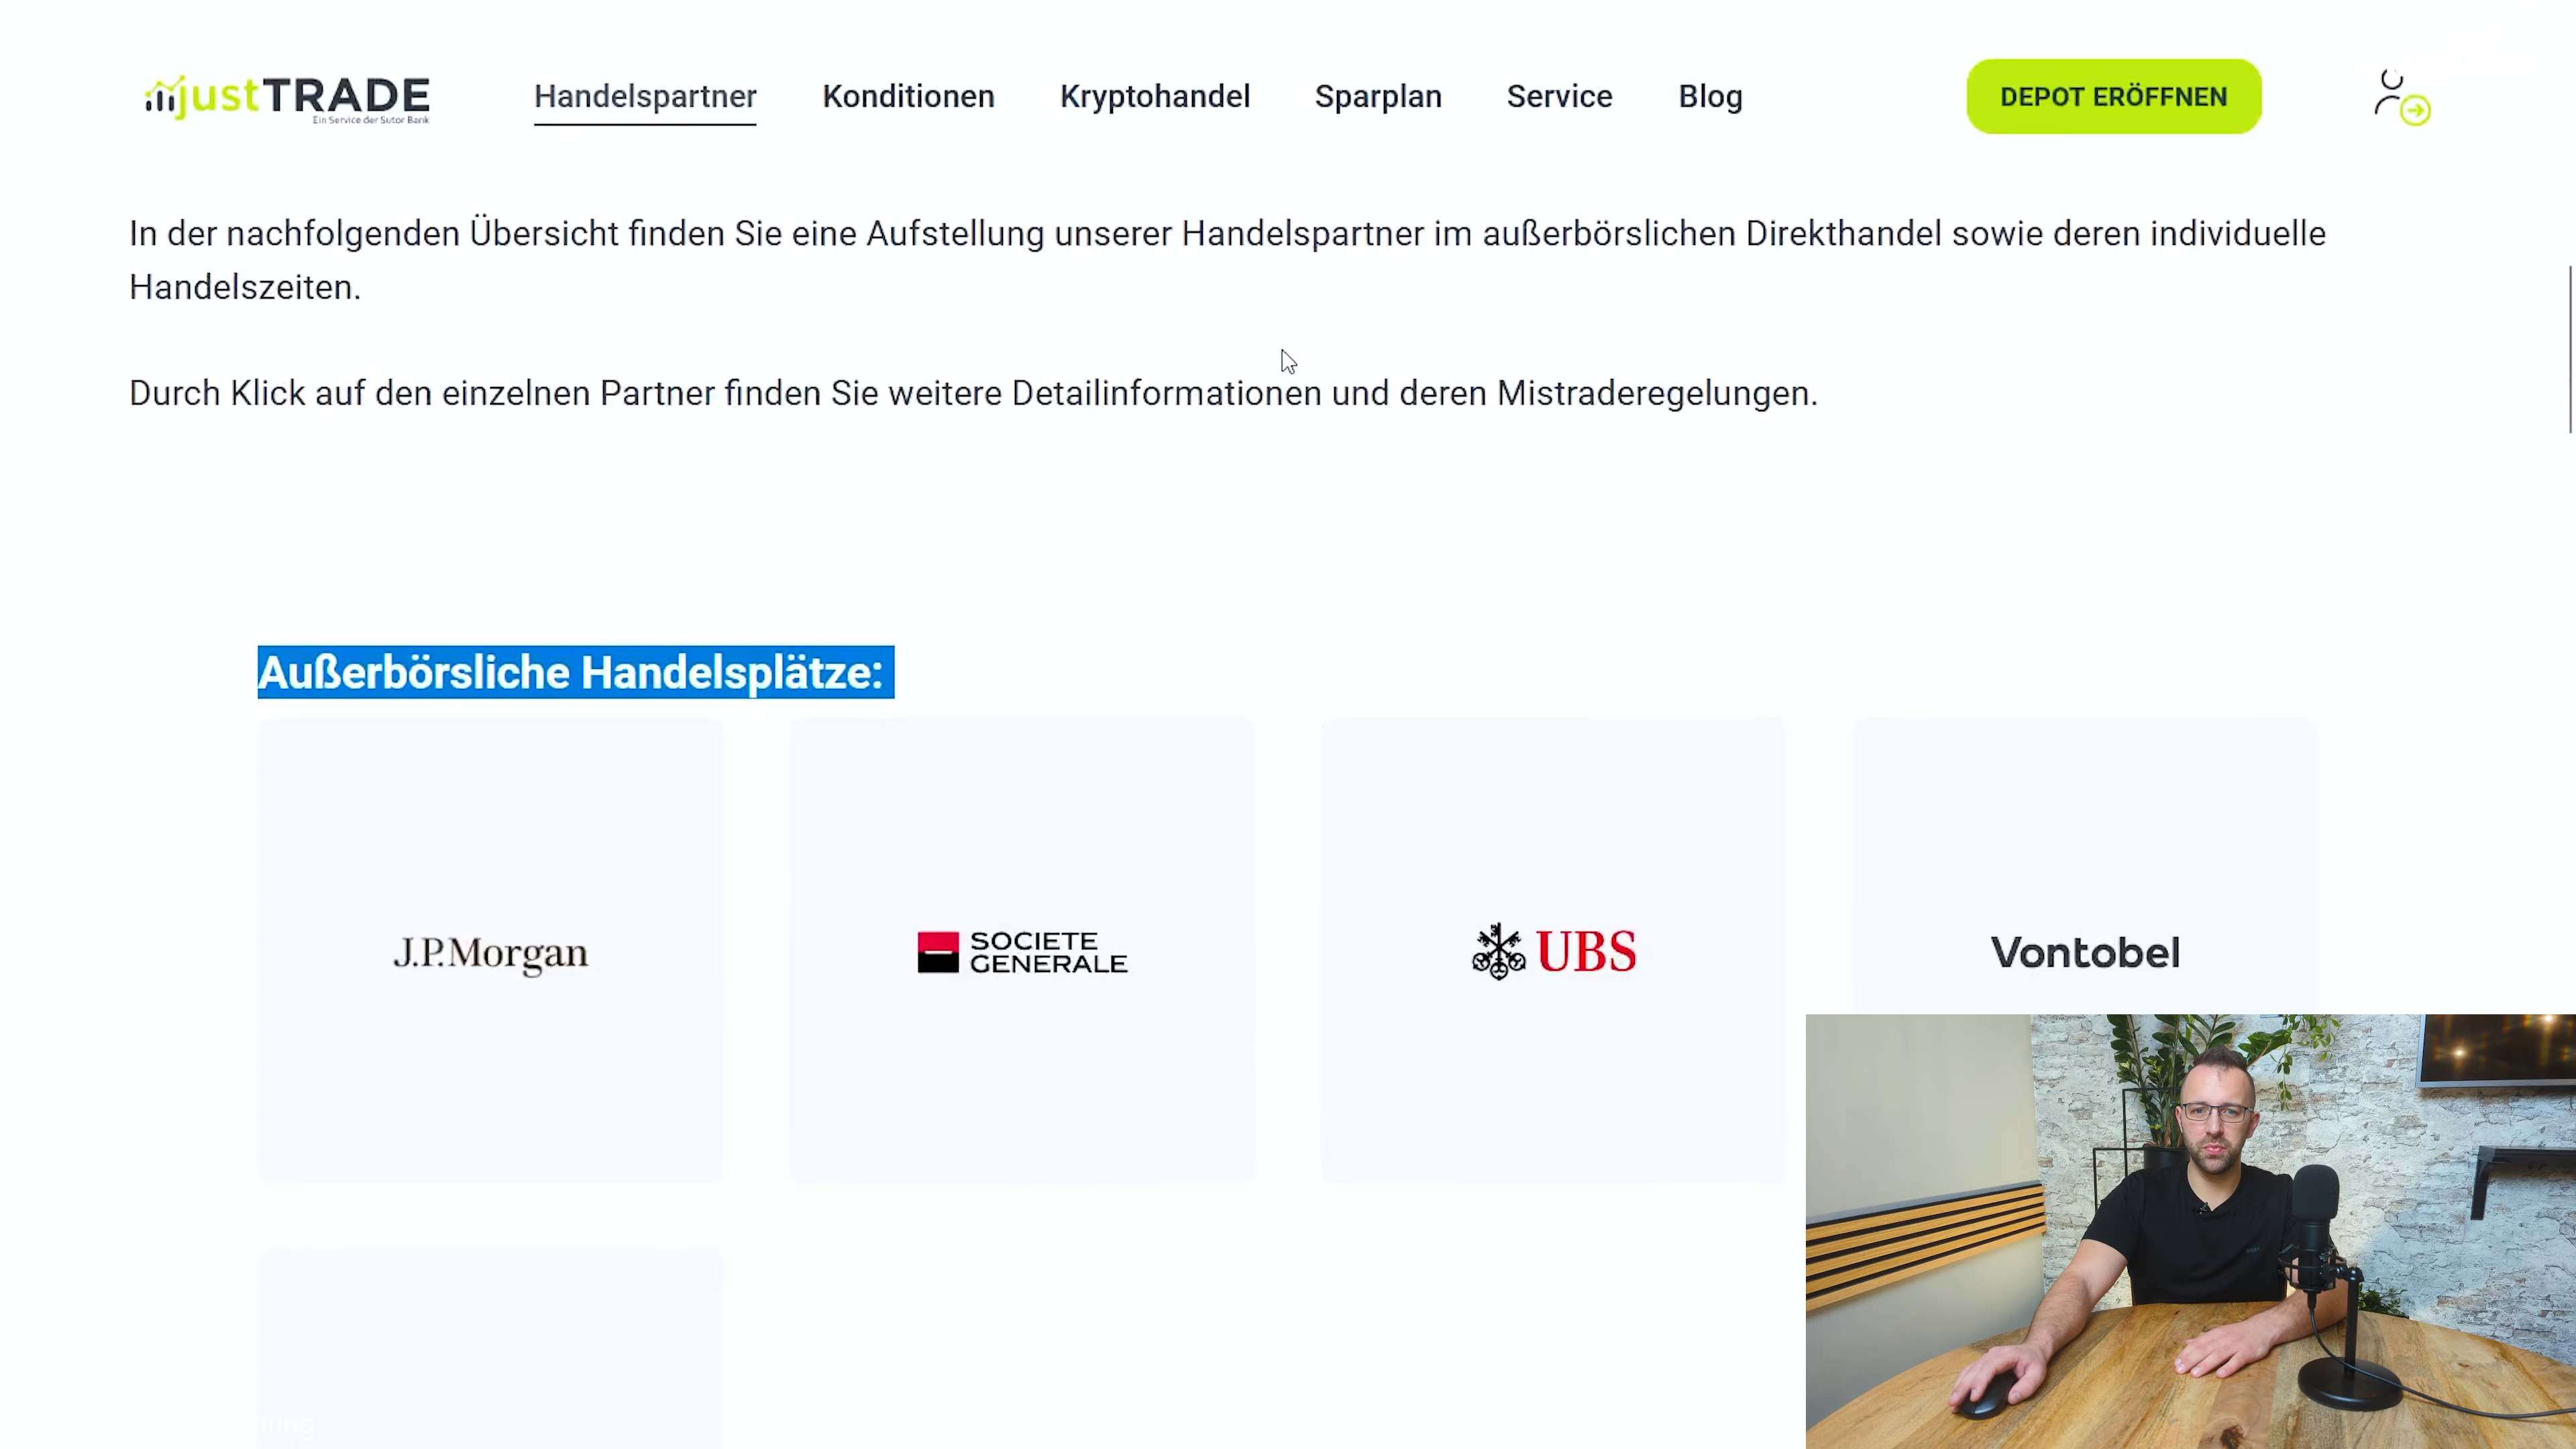 justTRADE
Ein Service der Sutor Bank
Handelspartner
Konditionen
Kryptohandel
Sparplan
Service
Blog
DEPOT ERÖFFNEN
In der nachfolgenden Übersicht finden Sie eine Aufstellung unserer Handelspartner im außerbörslichen Direkthandel sowie deren individuelle
Handelszeiten.
Durch Klick auf den einzelnen Partner finden Sie weitere Detailinformationen und deren Mistraderegelungen.
Außerbörsliche Handelsplätze:
J.P.Morgan
SOCIETE
GENERALE
UBS
Vontobel